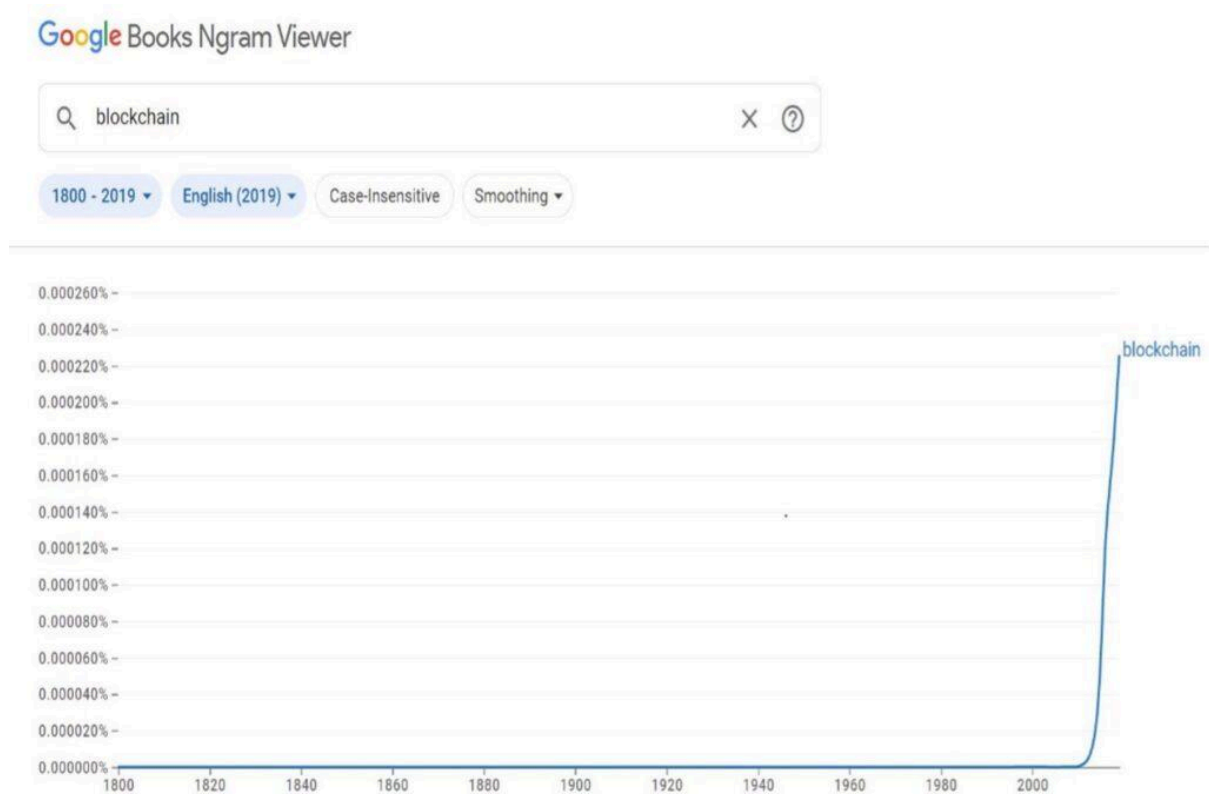 Google Books Ngram Viewer
blockchain
1800 - 2019 English (2019) Case-Insensitive Smoothing
0.000260%
0.000240%
blockchain
0.000220%
0.000200%
0.000180%
0.000160%
0.000140%
0.000120%
0.000100%
0.000080%
0.000060%
0.000040%
0.000020%
0.000000%
1800 1820 1840 1860 1880 1900 1920 1940 1960 1980 2000